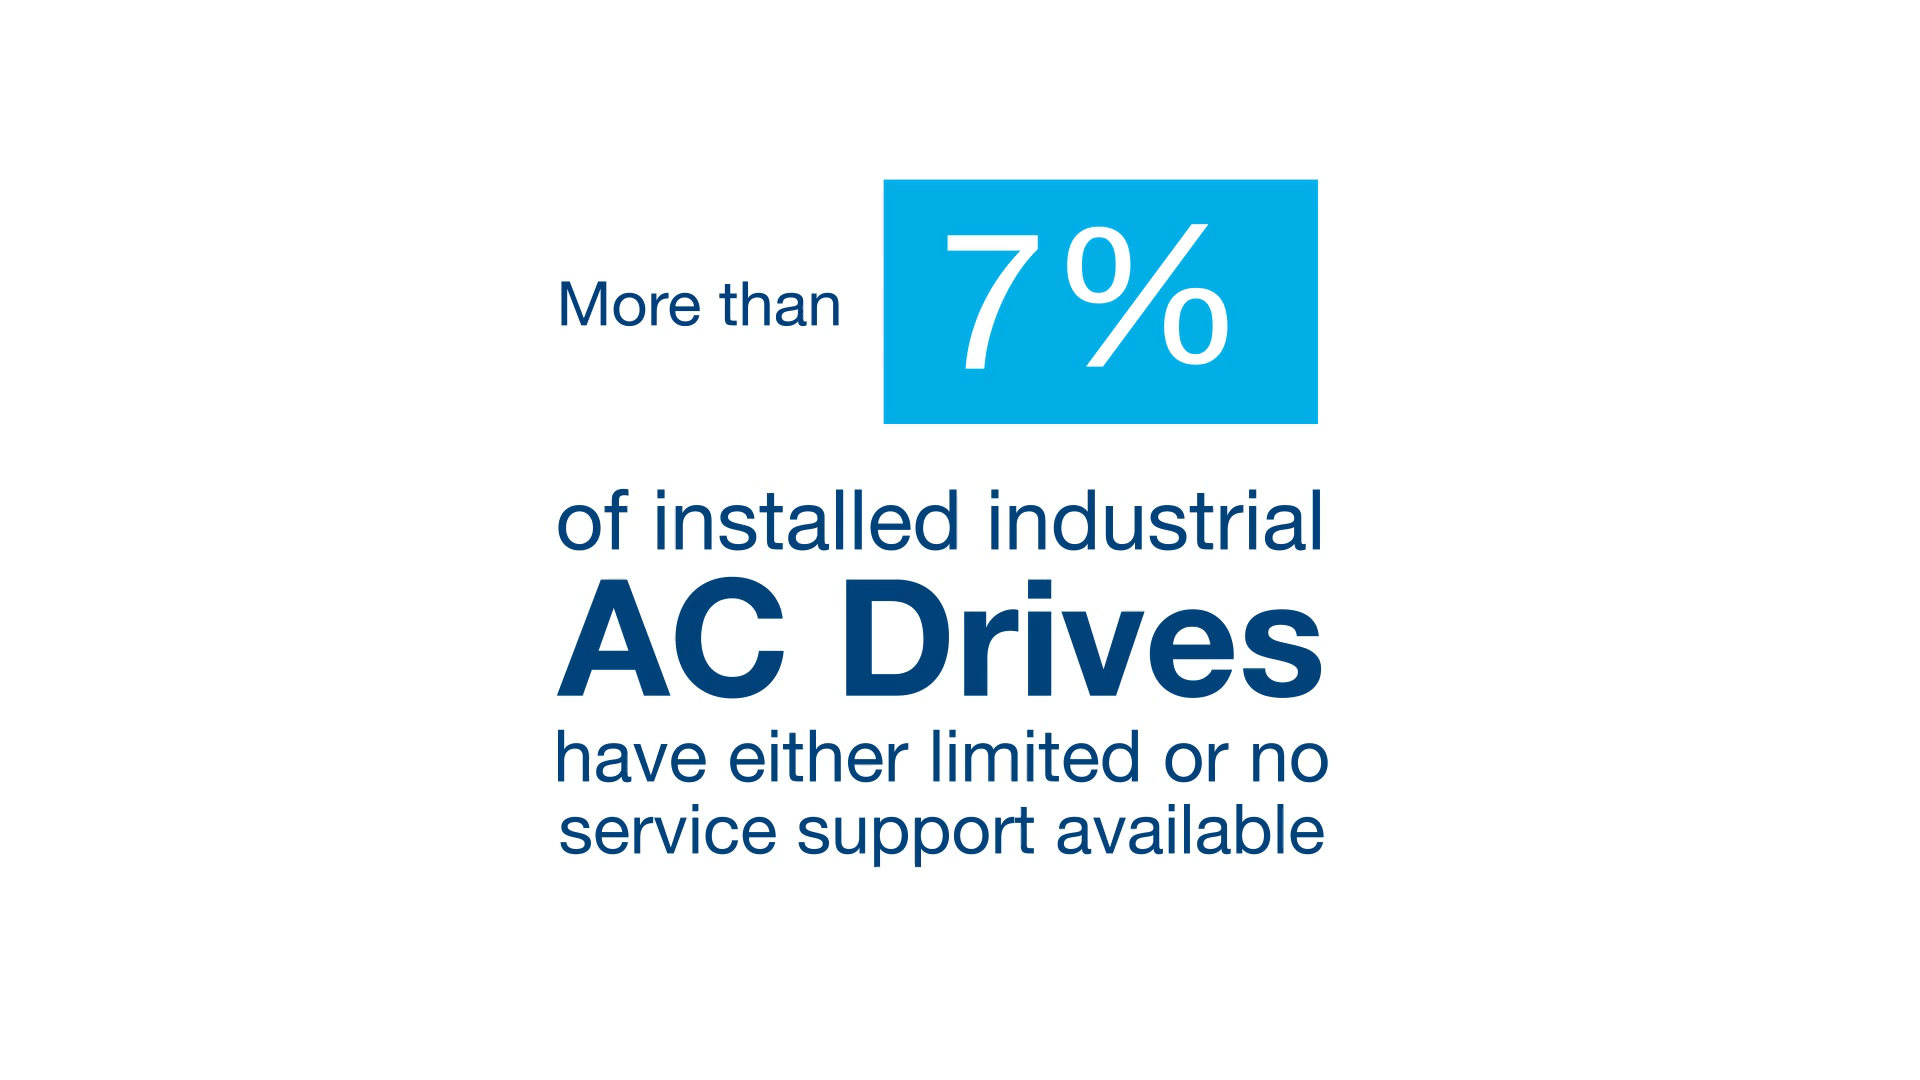 More than 7%
of installed industrial
AC Drives
have either limited or no
service support available